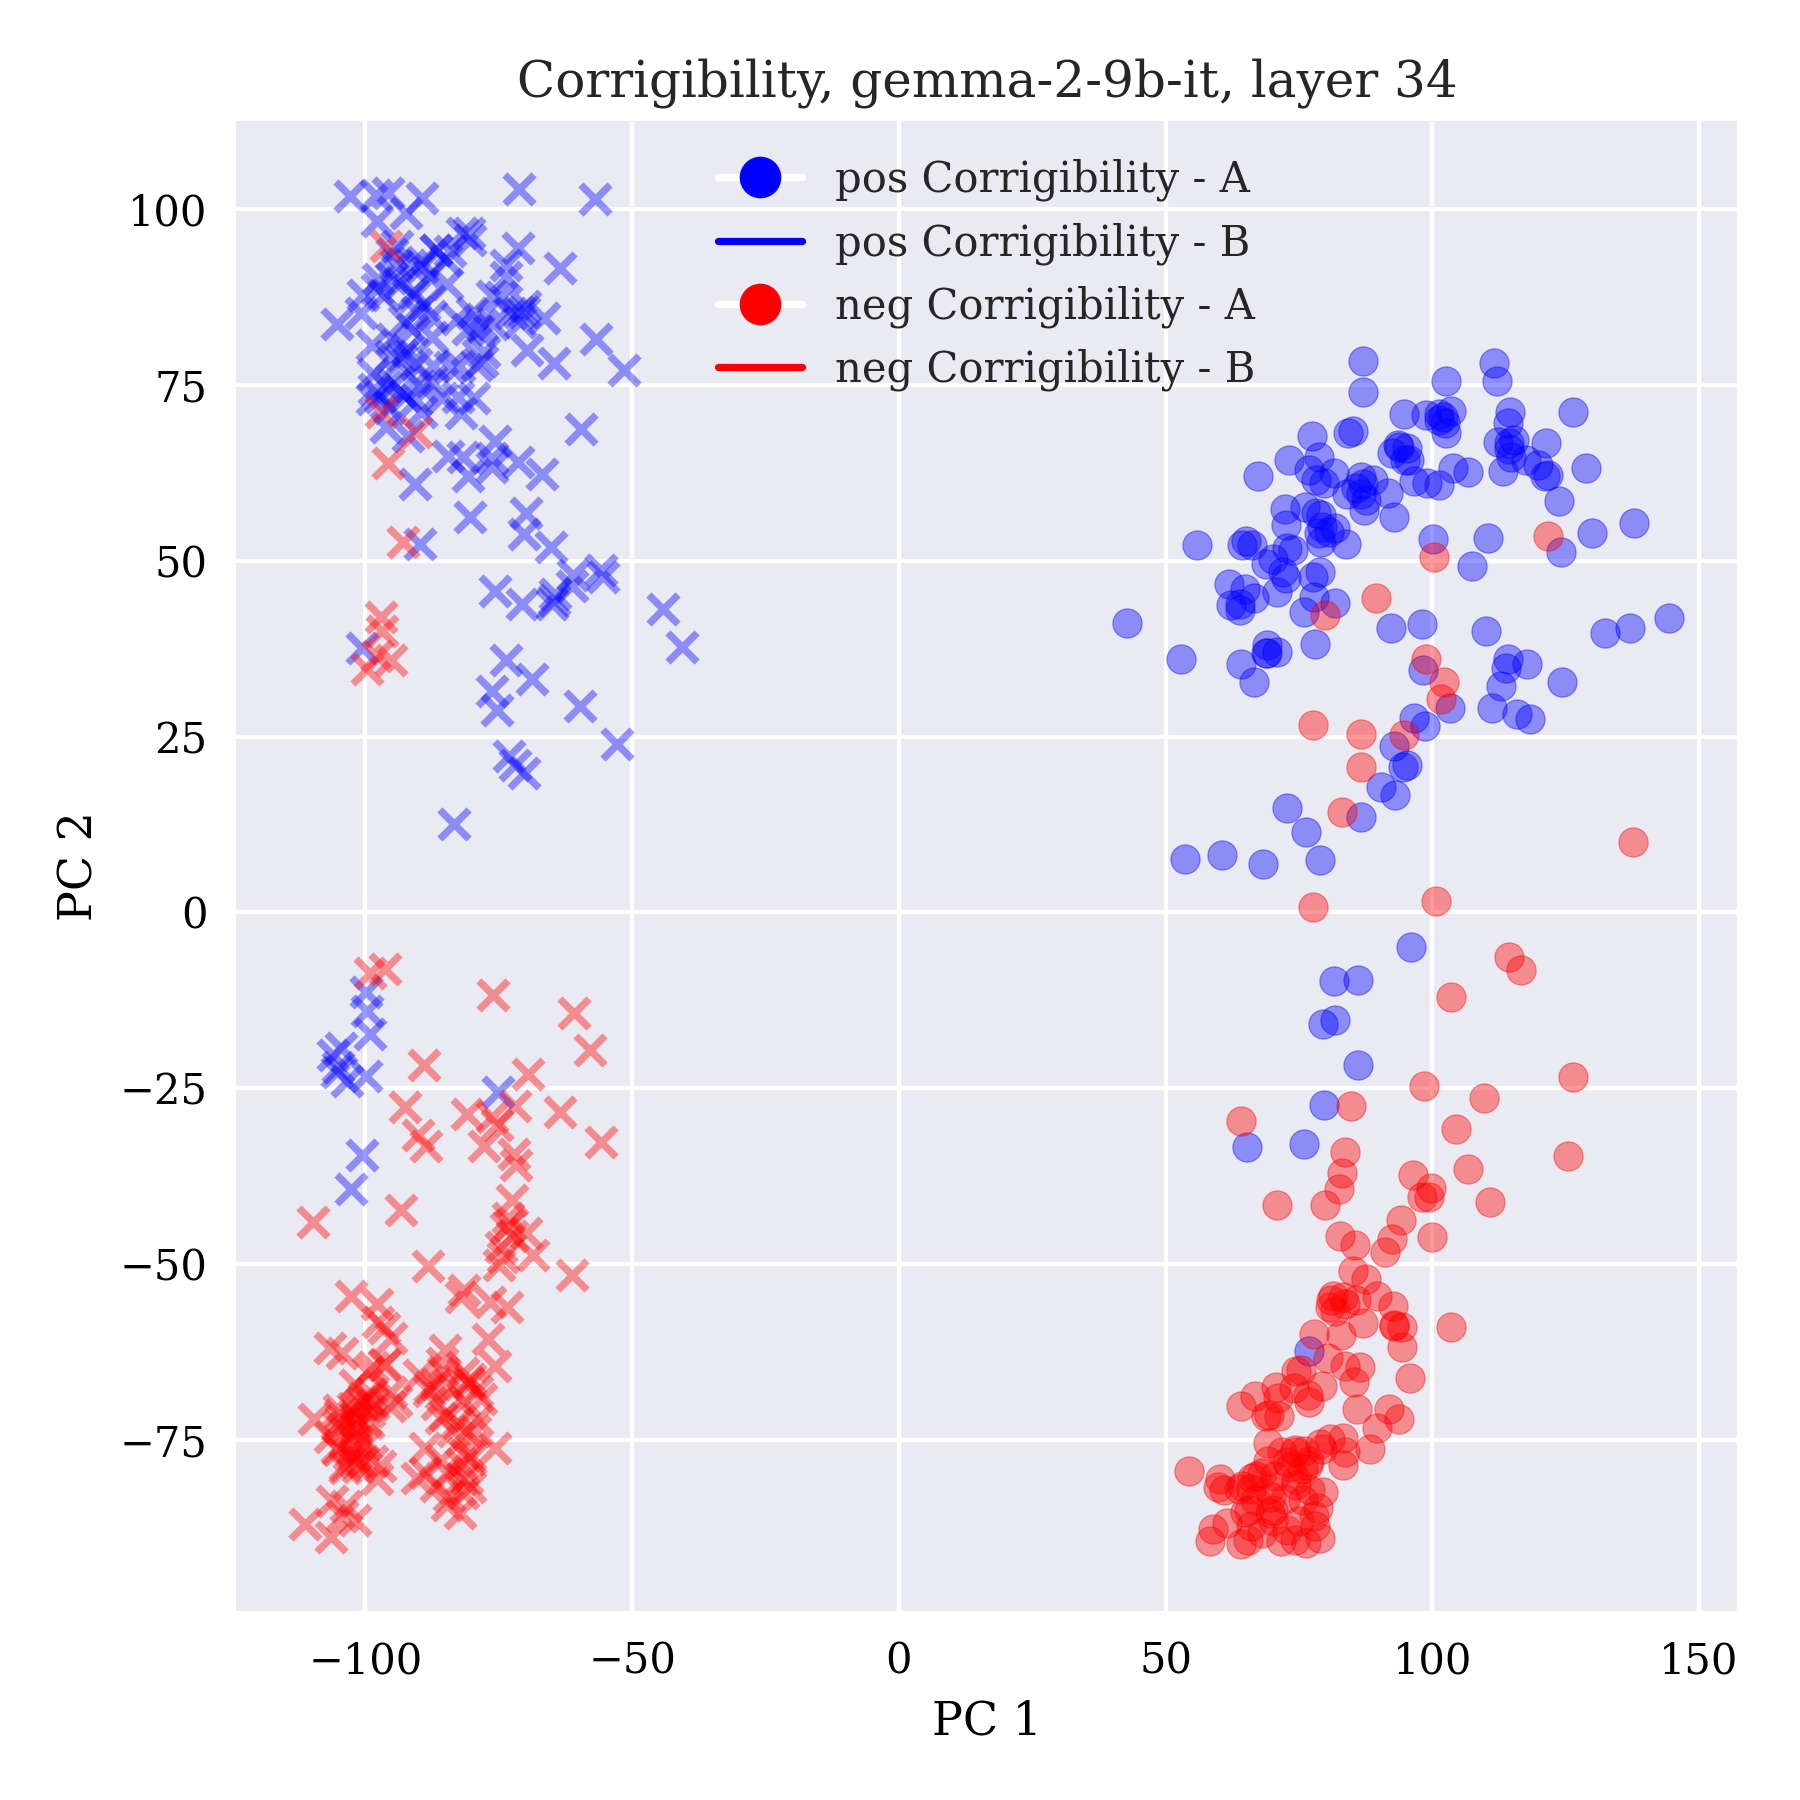 Corrigibility, gemma-2-9b-it, layer 34
pos Corrigibility - A
pos Corrigibility - B
neg Corrigibility - A
neg Corrigibility - B
100
75
50
25
0
−25
−50
−75
PC 2
−100 −50 0 50 100 150
PC 1